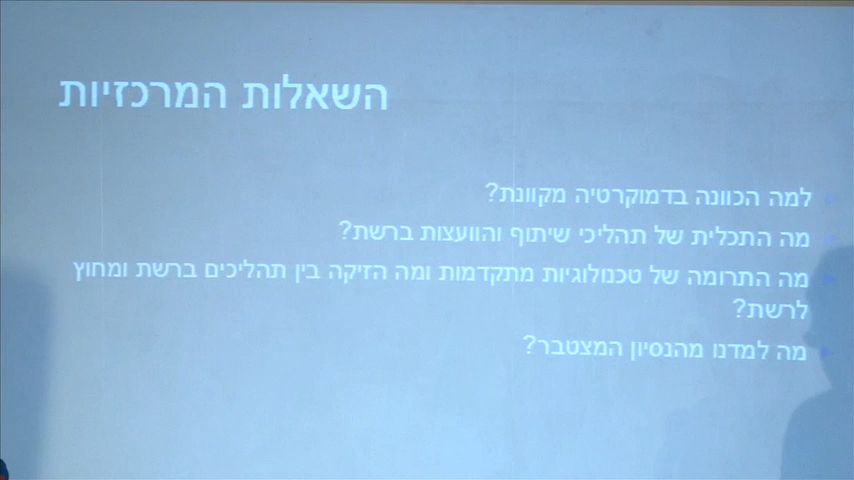 השאלות המרכזיות
למה הכוונה בדמוקרטיה מקוונת?
מה התכלית של תהליכי שיתוף והוועצות ברשת?
מה התרומה של טכנולוגיות מתקדמות ומה הזיקה בין תהליכים ברשת ומחוץ
לרשת?
מה למדנו מהנסיון המצטבר?